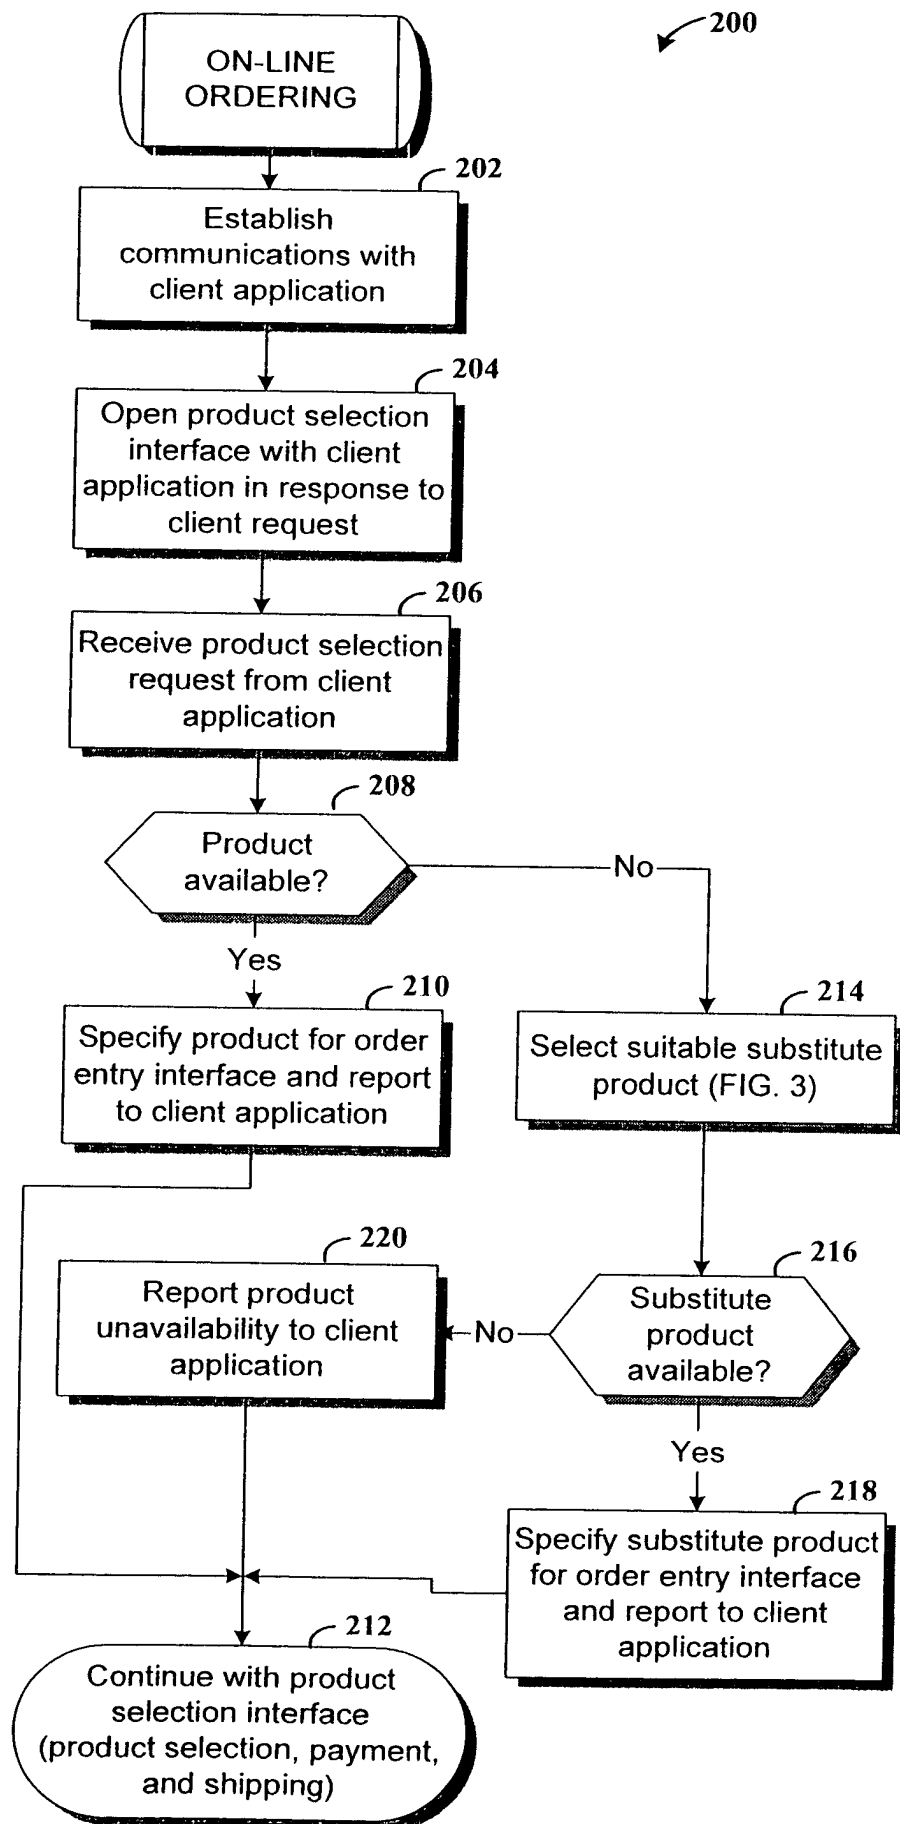 200
ON-LINE
ORDERING
202
Establish
communications with
client application
204
Open product selection
interface with client
application in response to
client request
206
Receive product selection
request from client
application
208
Product
available?
No
Yes
210
Specify product for order
entry interface and report
to client application
214
Select suitable substitute
product (FIG. 3)
220
Report product
unavailability to client
application
216
Substitute
product
available?
No
Yes
218
Specify substitute product
for order entry interface
and report to client
application
212
Continue with product
selection interface
(product selection, payment,
and shipping)